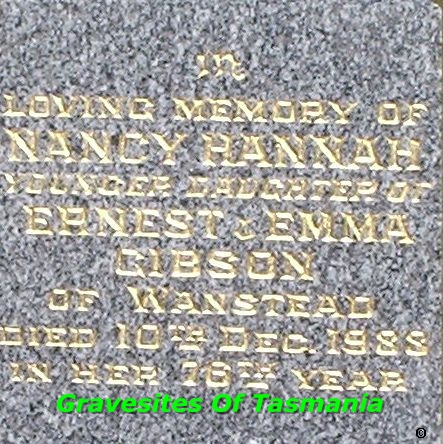 In
LOVING MEMORY OF
NANCY HANNAH
YOUNGER DAUGHTER OF
ERNEST & EMMA
GIBSON
OF WANSTEAD
DIED 10TH DEC. 1988
IN HER 78TH YEAR
Gravesites Of Tasmania
©